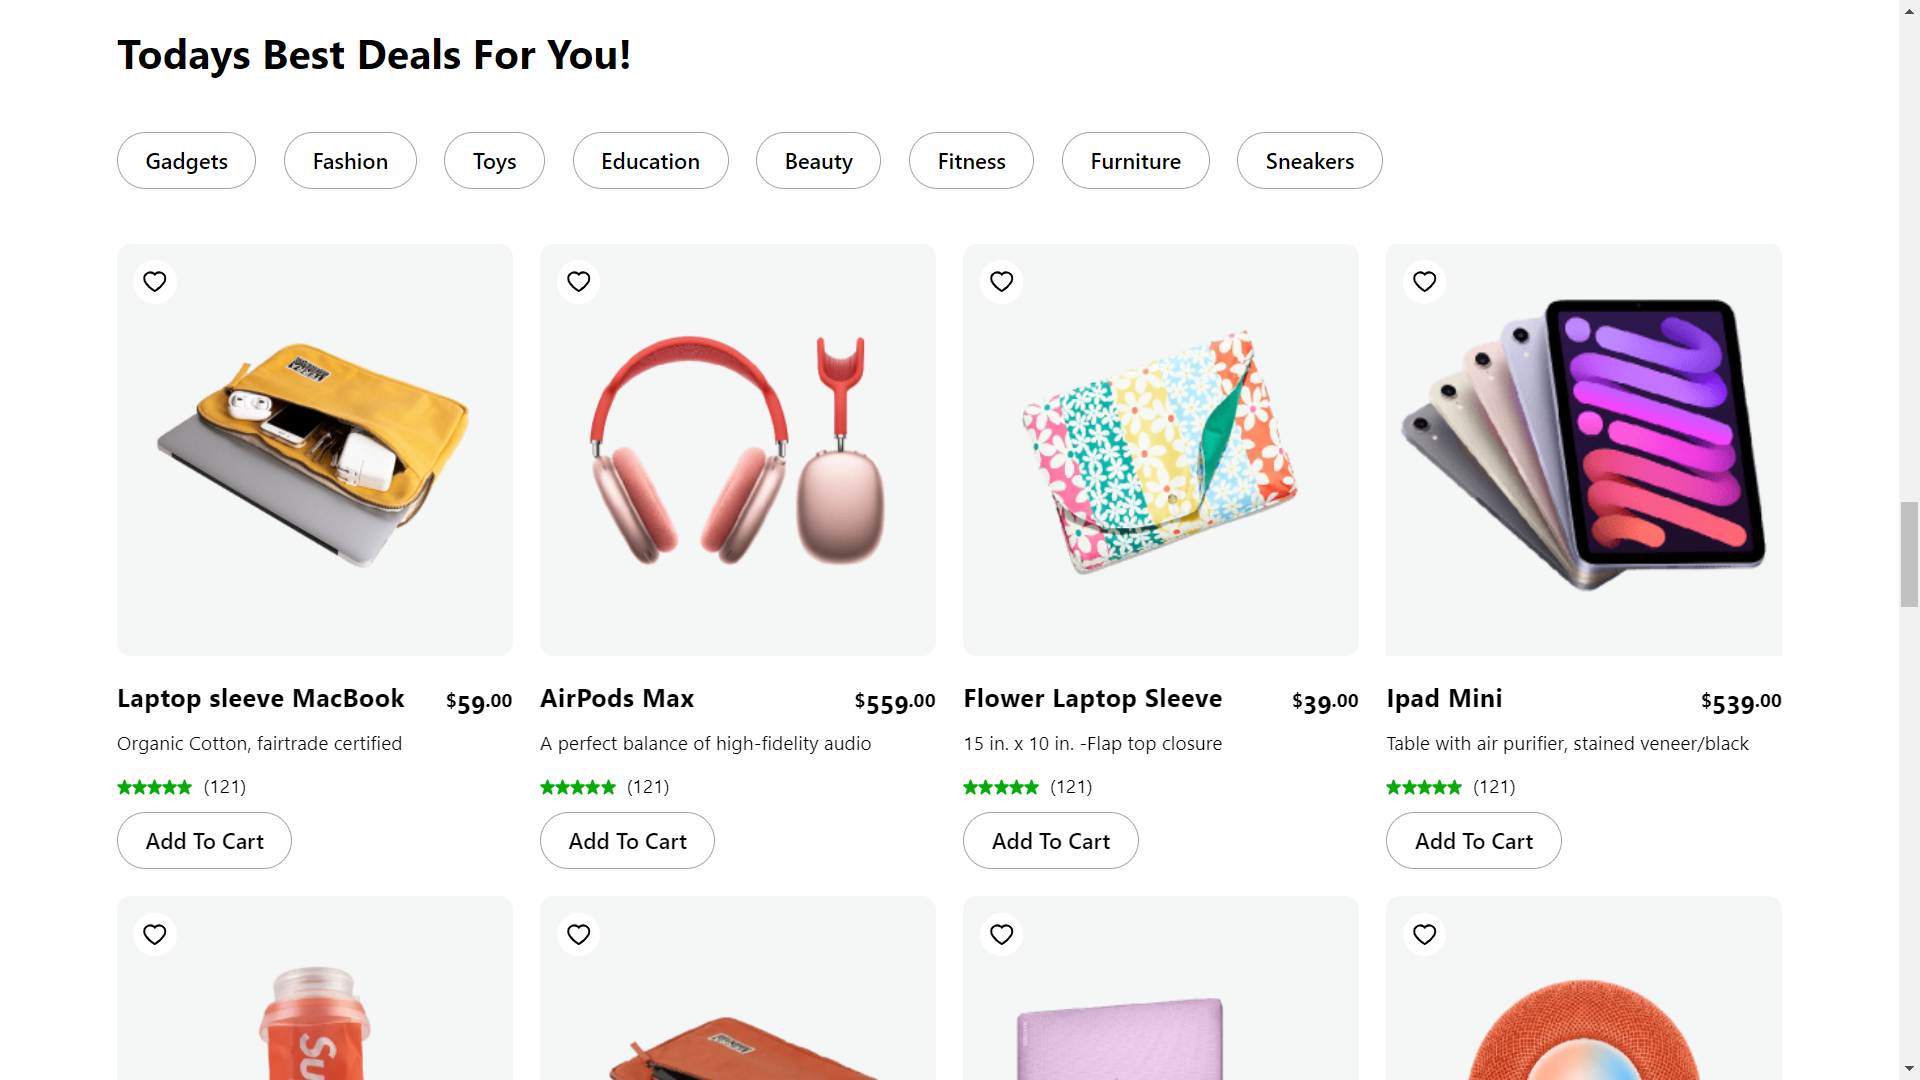 Todays Best Deals For You!
Gadgets
Fashion
Toys
Education
Beauty
Fitness
Furniture
Sneakers
Laptop sleeve MacBook
$59.00
Organic Cotton, fairtrade certified
(121)
Add To Cart
AirPods Max
$559.00
A perfect balance of high-fidelity audio
(121)
Add To Cart
Flower Laptop Sleeve
$39.00
15 in. x 10 in. -Flap top closure
(121)
Add To Cart
Ipad Mini
$539.00
Table with air purifier, stained veneer/black
(121)
Add To Cart
Su